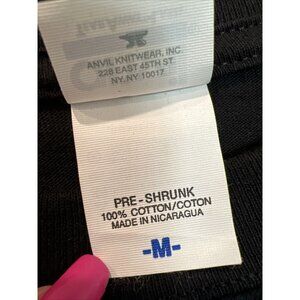 ANVIL KNITWEAR, INC.
228 EAST 45TH ST.
NY, NY 10017
PRE-SHRUNK
100% COTTON/COTON
MADE IN NICARAGUA
-M-